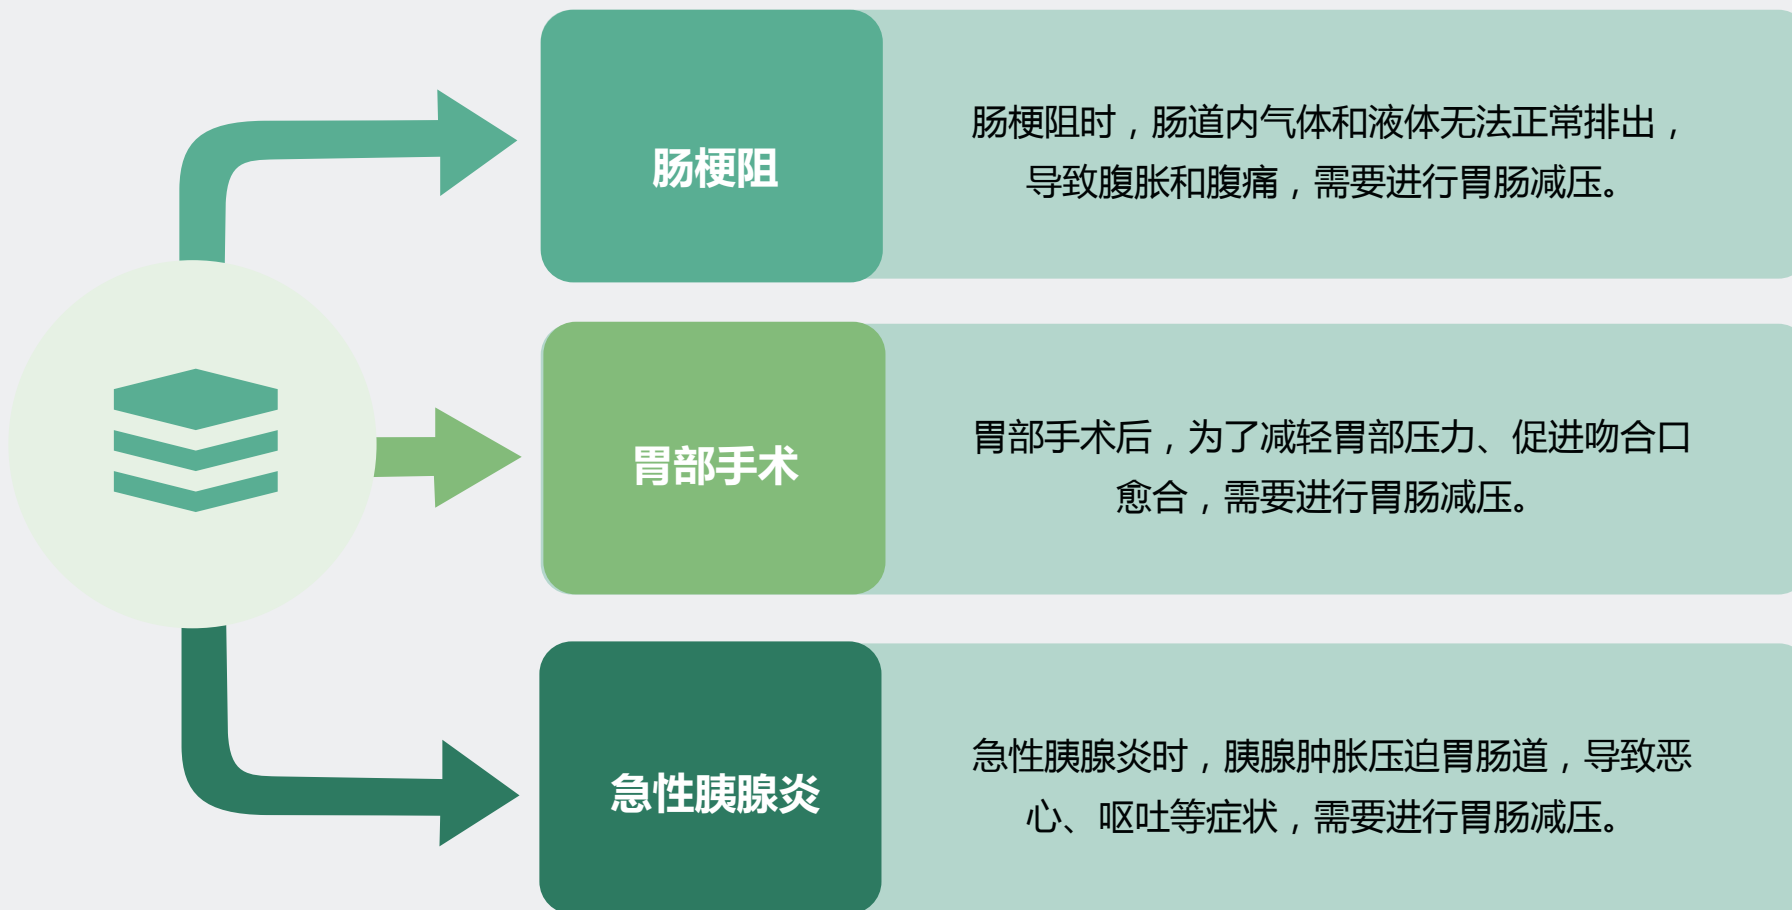 肠梗阻
肠梗阻时，肠道内气体和液体无法正常排出，
导致腹胀和腹痛，需要进行胃肠减压。
胃部手术
胃部手术后，为了减轻胃部压力、促进吻合口
愈合，需要进行胃肠减压。
急性胰腺炎
急性胰腺炎时，胰腺肿胀压迫胃肠道，导致恶
心、呕吐等症状，需要进行胃肠减压。